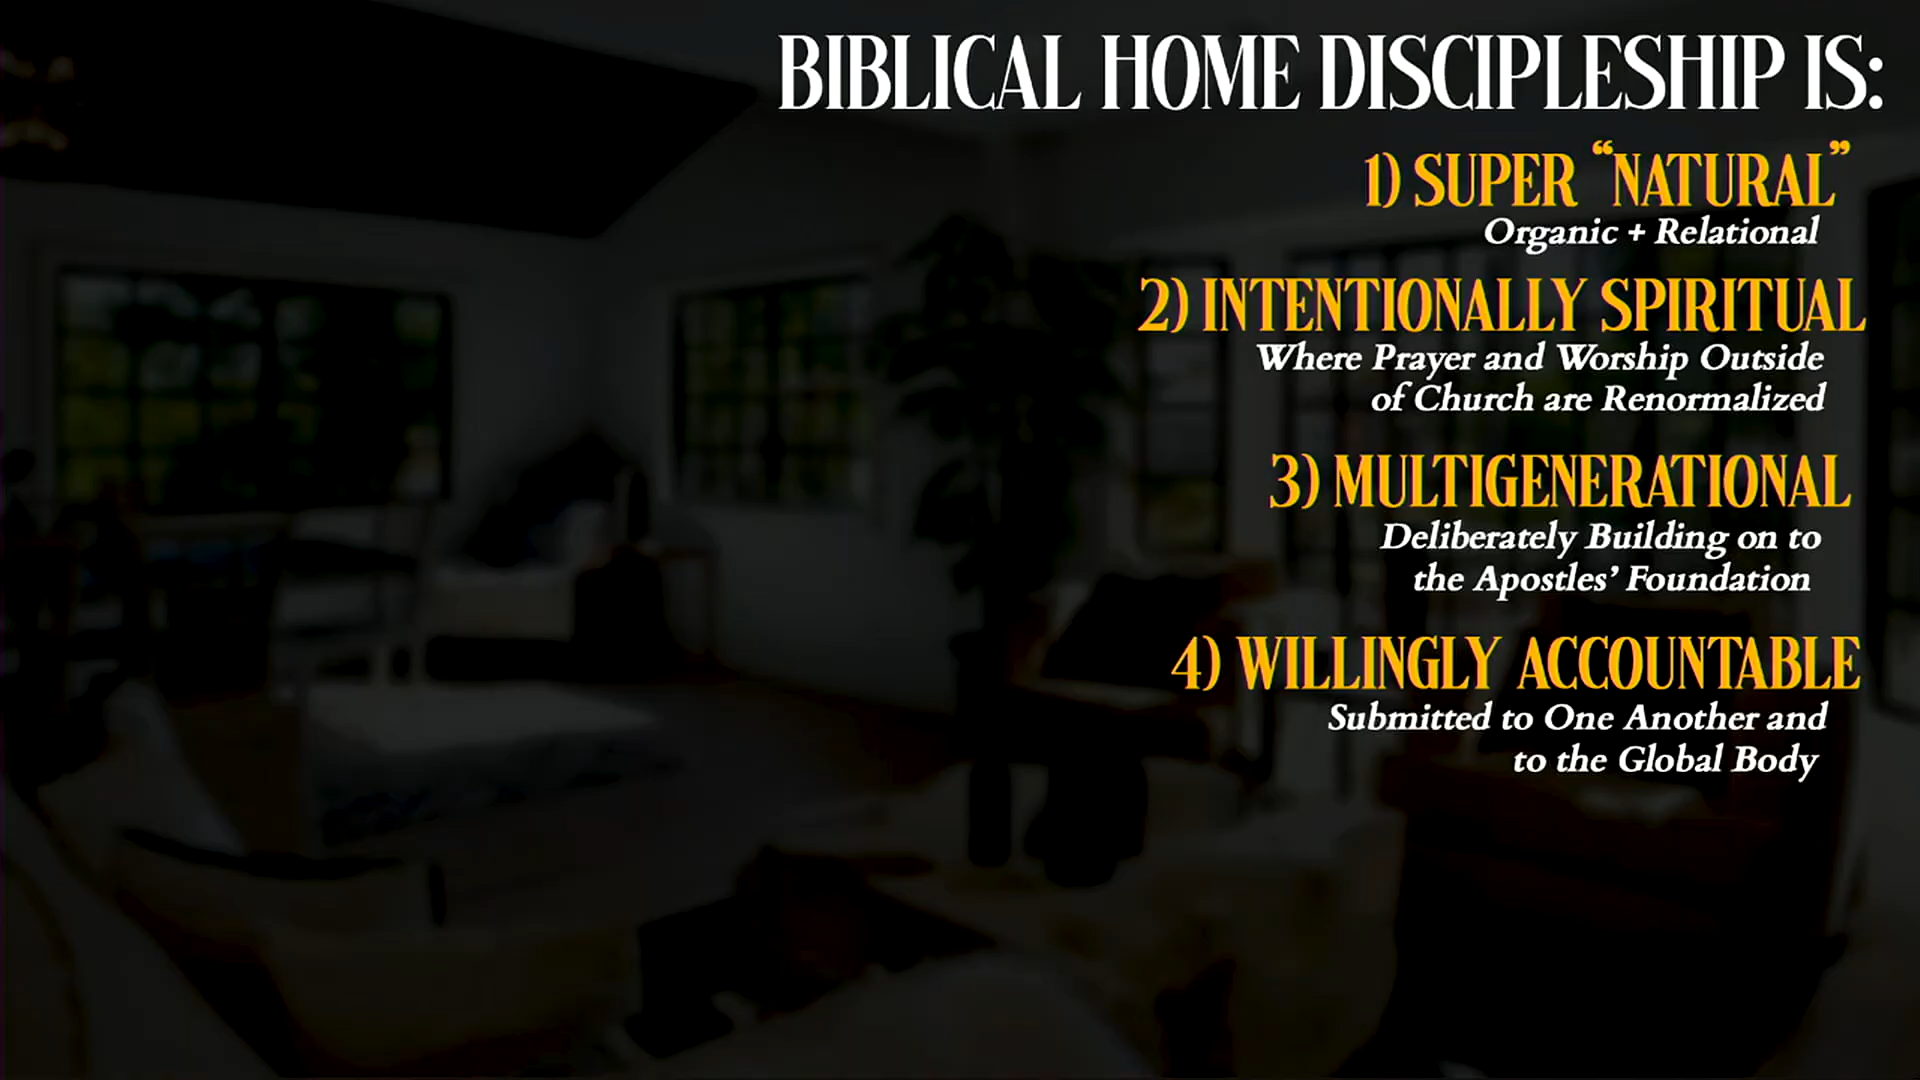 BIBLICAL HOME DISCIPLESHIP IS:
1) SUPER “NATURAL”
Organic + Relational
2) INTENTIONALLY SPIRITUAL
Where Prayer and Worship Outside
of Church are Renormalized
3) MULTIGENERATIONAL
Deliberately Building on to
the Apostles’ Foundation
4) WILLINGLY ACCOUNTABLE
Submitted to One Another and
to the Global Body